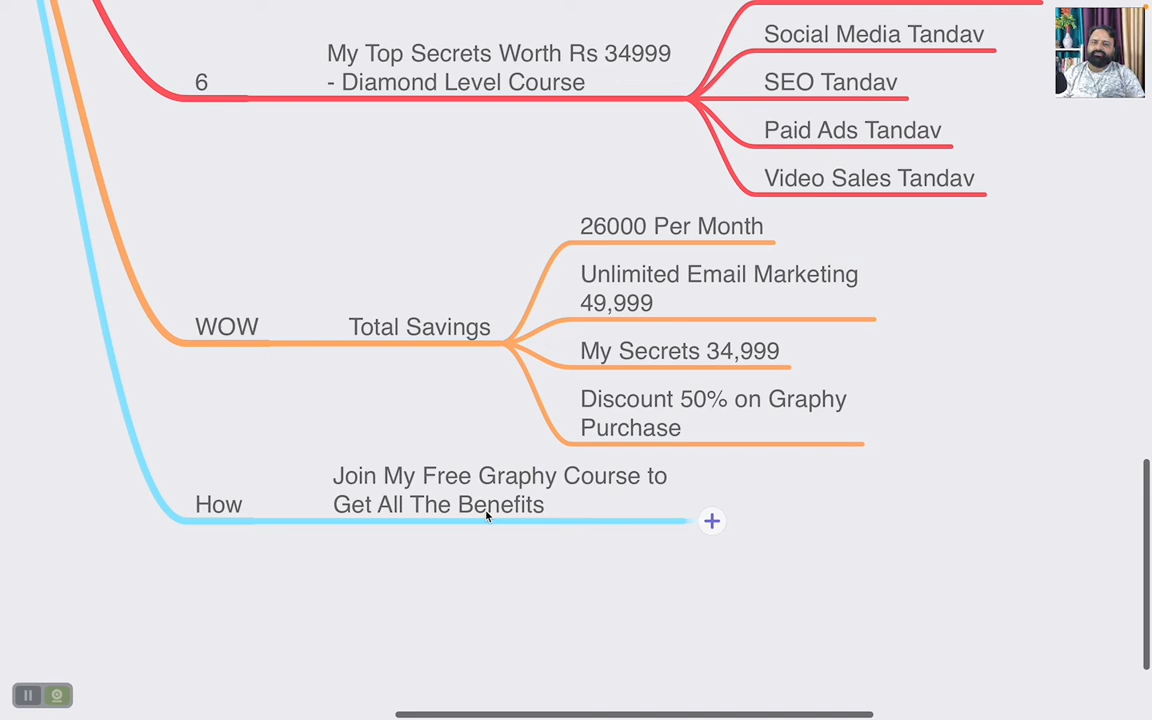 Social Media Tandav
My Top Secrets Worth Rs 34999
- Diamond Level Course
6
SEO Tandav
Paid Ads Tandav
Video Sales Tandav
26000 Per Month
Unlimited Email Marketing
49,999
WOW
Total Savings
My Secrets 34,999
Discount 50% on Graphy
Purchase
Join My Free Graphy Course to
Get All The Benefits
How